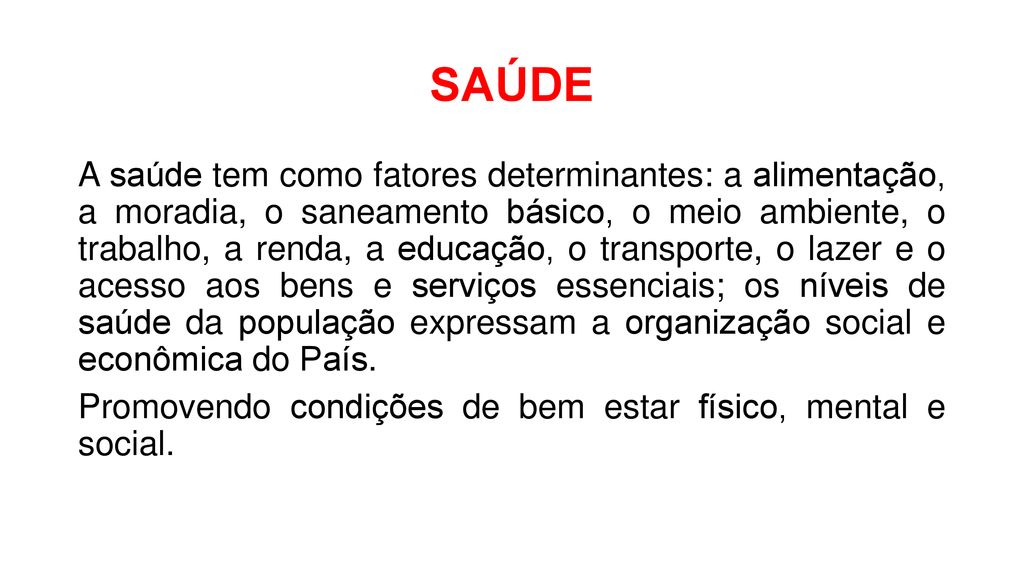 SAÚDE
A saúde tem como fatores determinantes: a alimentação,
a moradia, o saneamento básico, o meio ambiente, o
trabalho, a renda, a educação, o transporte, o lazer e o
acesso aos bens e serviços essenciais; os níveis de
saúde da população expressam a organização social e
econômica do País.
Promovendo condições de bem estar físico, mental e
social.